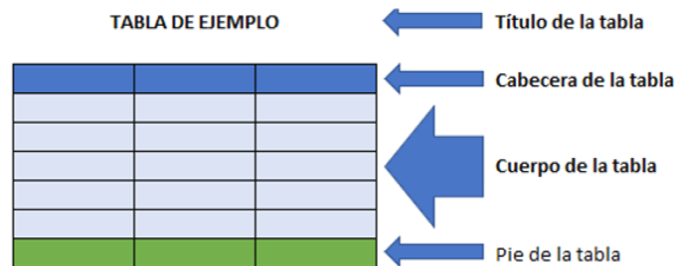 TABLA DE EJEMPLO
Título de la tabla
Cabecera de la tabla
Cuerpo de la tabla
Pie de la tabla